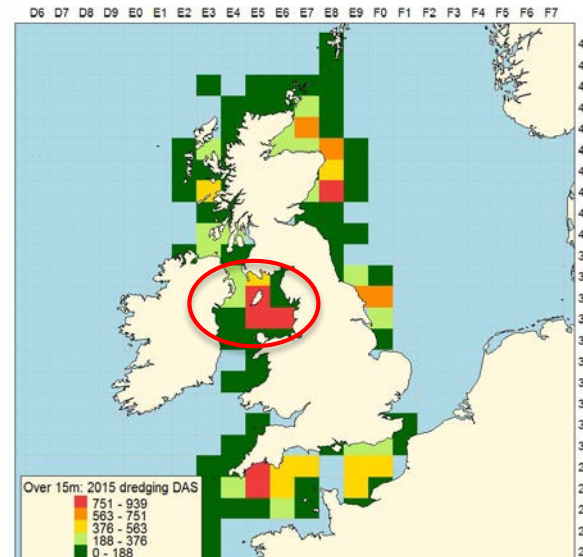 D6 D7 D8 D9 E0 E1 E2 E3 E4 E5 E6 E7 E8 E9 F0 F1 F2 F3 F4 F5 F6 F7
Over 15m: 2015 dredging DAS
751 - 939
563 - 751
376 - 563
188 - 376
0 - 188